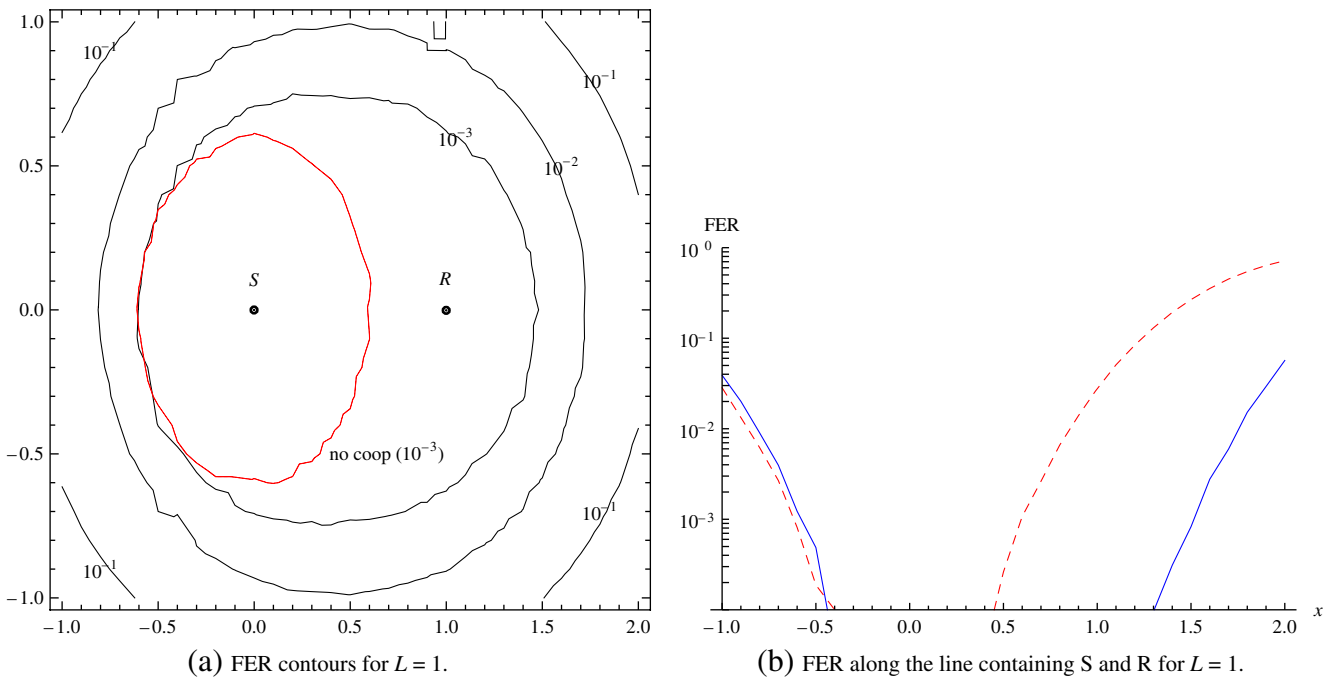 1.0
0.5
0.0
−0.5
−1.0
10⁻¹
10⁻¹
10⁻³
10⁻²
S
R
no coop (10⁻³)
10⁻¹
10⁻¹
−1.0 −0.5 0.0 0.5 1.0 1.5 2.0
(a) FER contours for L = 1.
FER
10⁰
10⁻¹
10⁻²
10⁻³
x
−1.0 −0.5 0.0 0.5 1.0 1.5 2.0
(b) FER along the line containing S and R for L = 1.